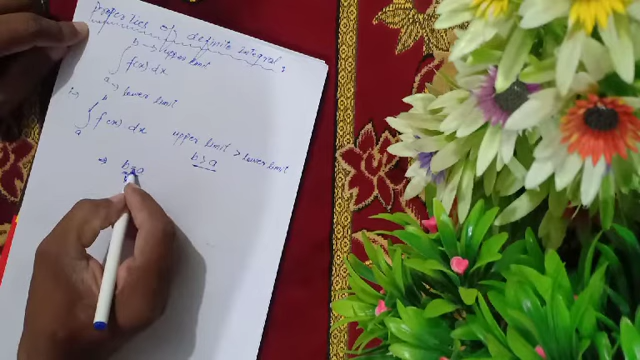 Properties of definite integral:
b → upper limit
∫ f(x) dx
a → lower limit
b
∫ f(x) dx upper limit > lower limit
a
b > a
⇒ b>a